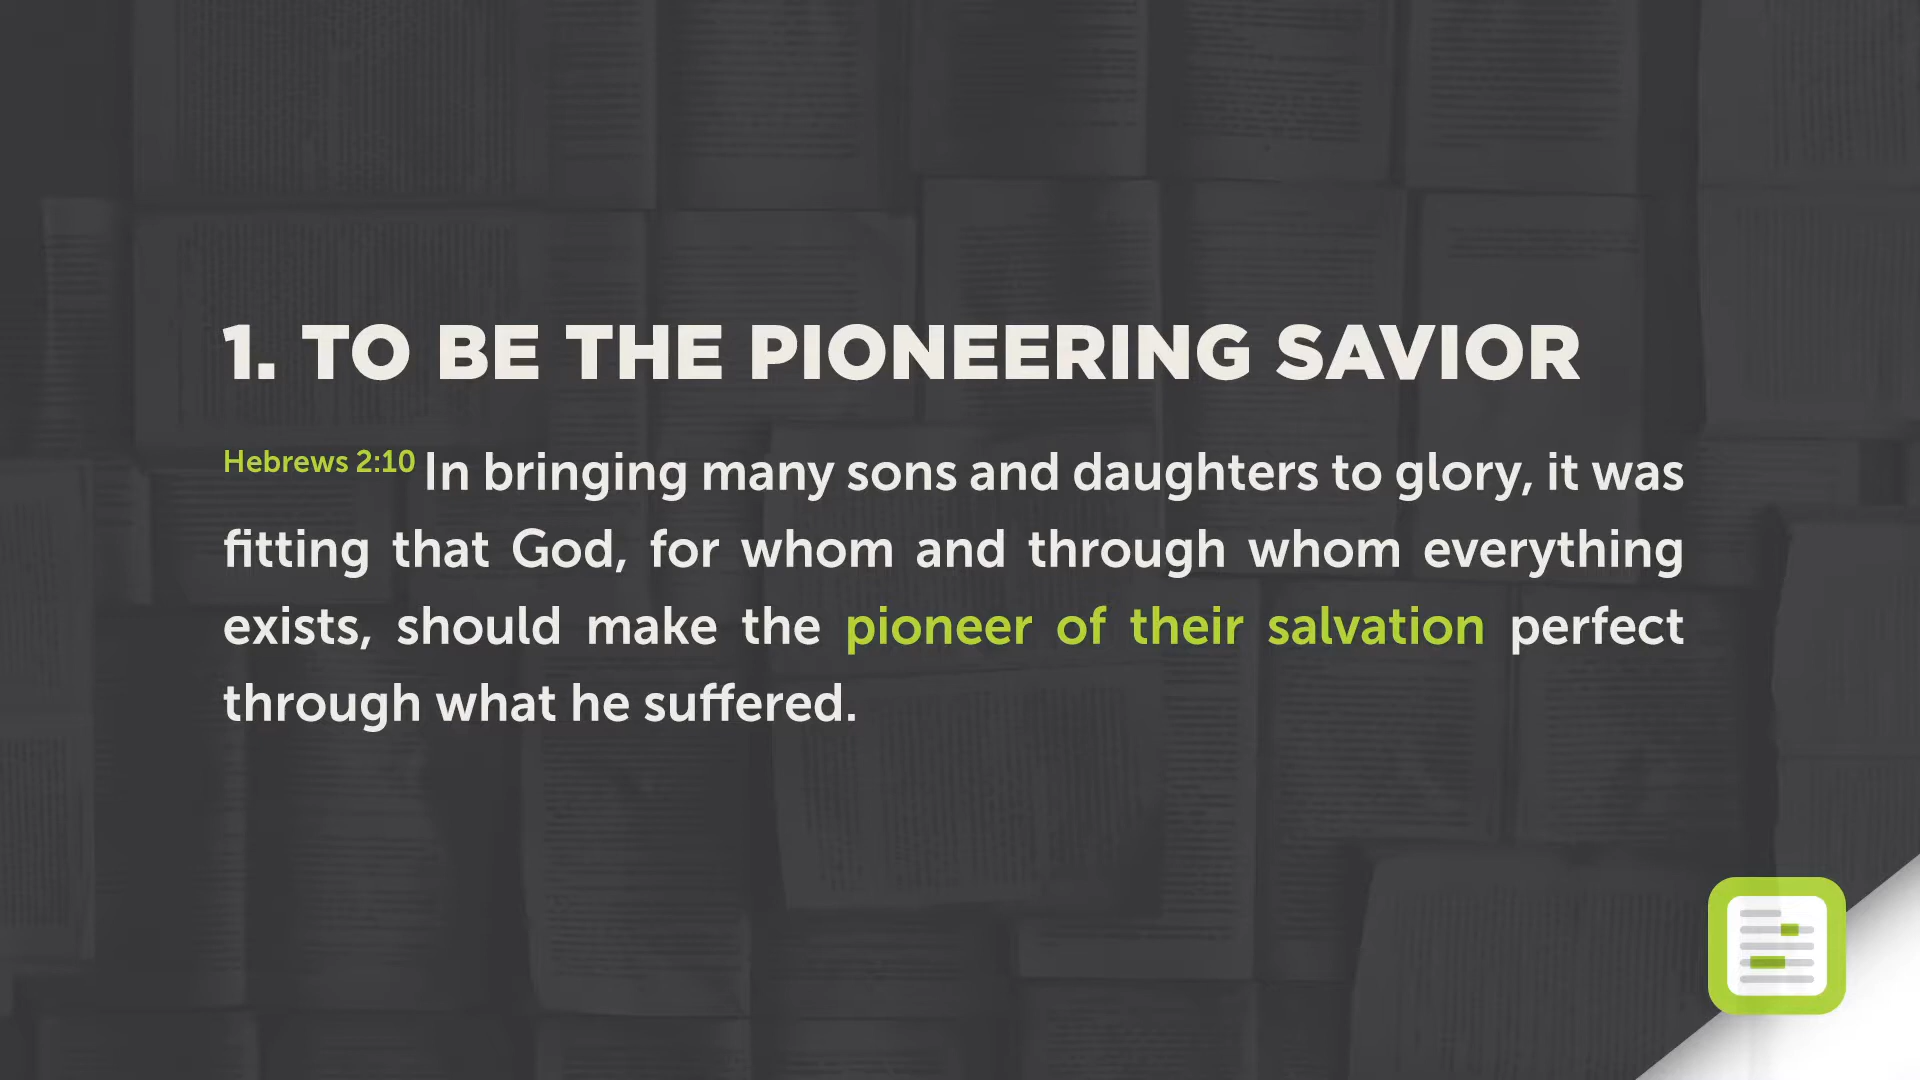 1. TO BE THE PIONEERING SAVIOR
Hebrews 2:10 In bringing many sons and daughters to glory, it was
fitting that God, for whom and through whom everything
exists, should make the pioneer of their salvation perfect
through what he suffered.